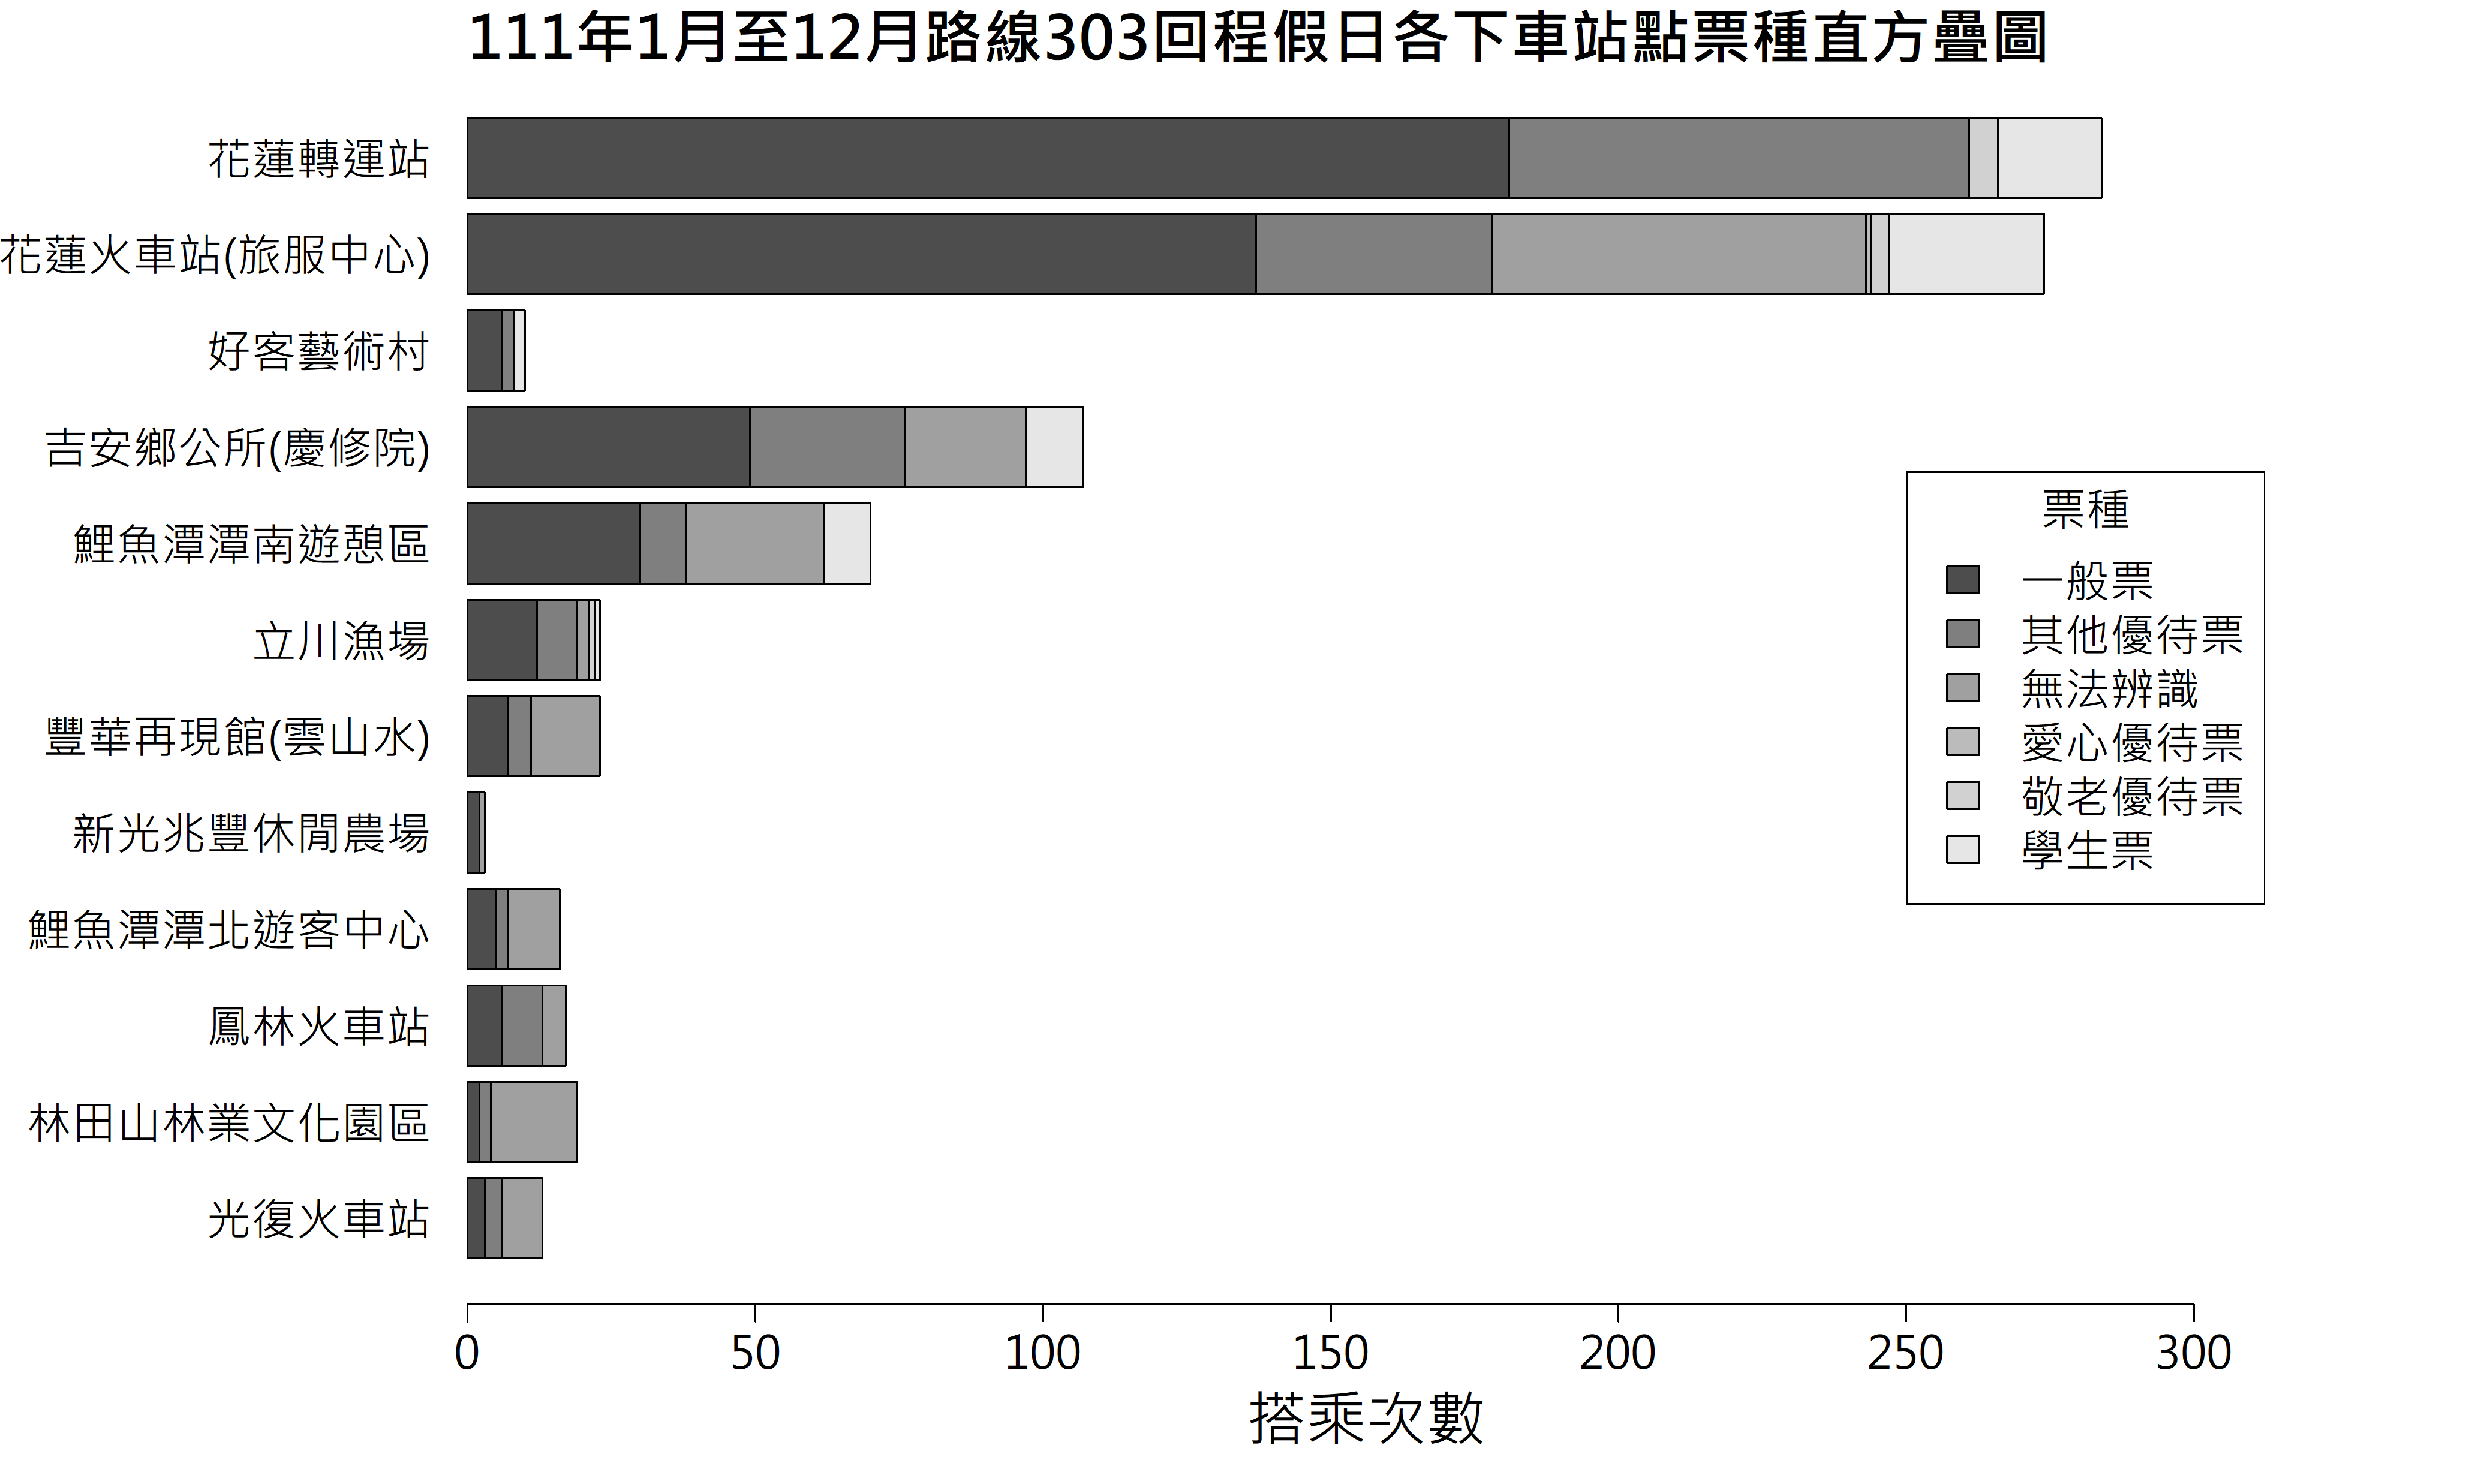 111年1月至12月路線303回程假日各下車站點票種直方疊圖
花蓮轉運站
花蓮火車站(旅服中心)
好客藝術村
吉安鄉公所(慶修院)
鯉魚潭潭南遊憩區
立川漁場
豐華再現館(雲山水)
新光兆豐休閒農場
鯉魚潭潭北遊客中心
鳳林火車站
林田山林業文化園區
光復火車站
票種
一般票
其他優待票
無法辨識
愛心優待票
敬老優待票
學生票
0 50 100 150 200 250 300
搭乘次數